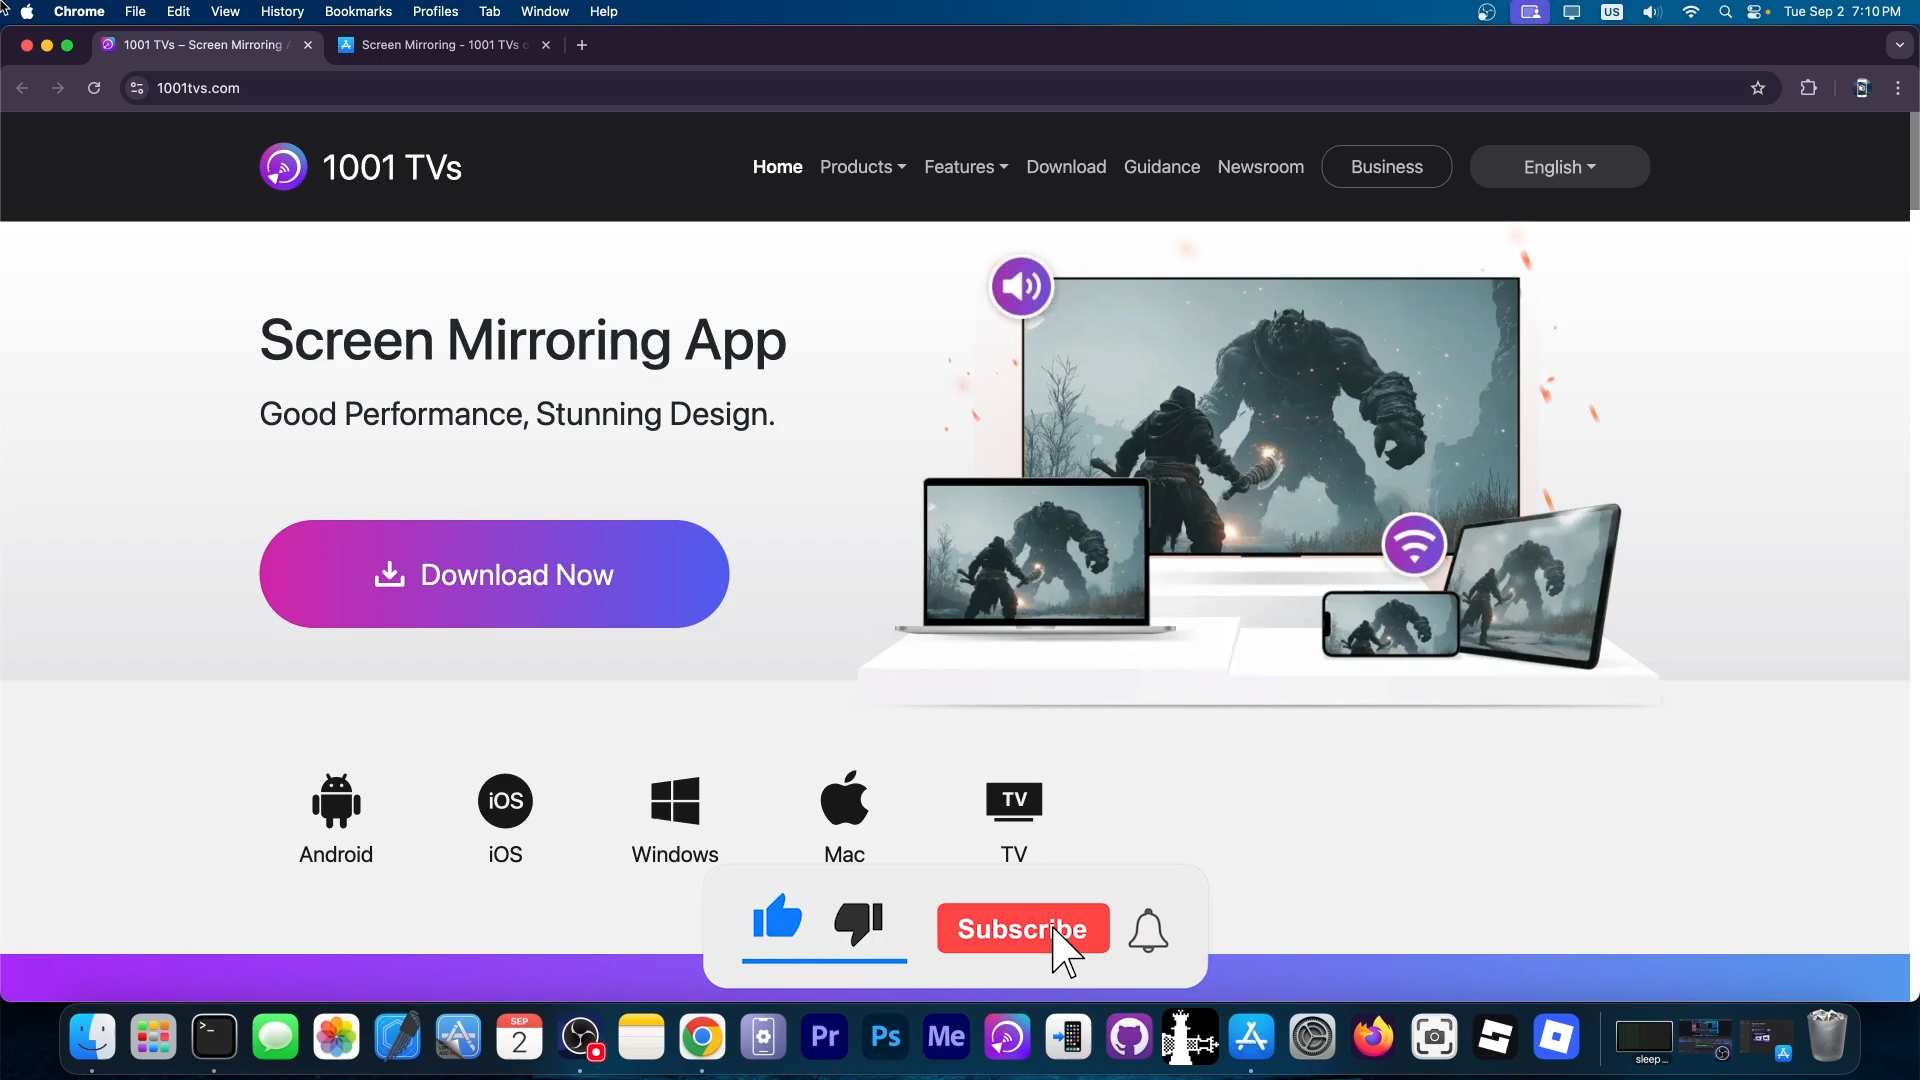 Chrome File Edit View History Bookmarks Profiles Tab Window Help US Tue Sep 2 7:10 PM
1001 TVs – Screen Mirroring Screen Mirroring - 1001 TVs
1001tvs.com
1001 TVs Home Products Features Download Guidance Newsroom Business English
Screen Mirroring App
Good Performance, Stunning Design.
Download Now
iOS TV
Android iOS Windows Mac TV
Subscribe
SEP
2
Pr Ps Me
sleep...